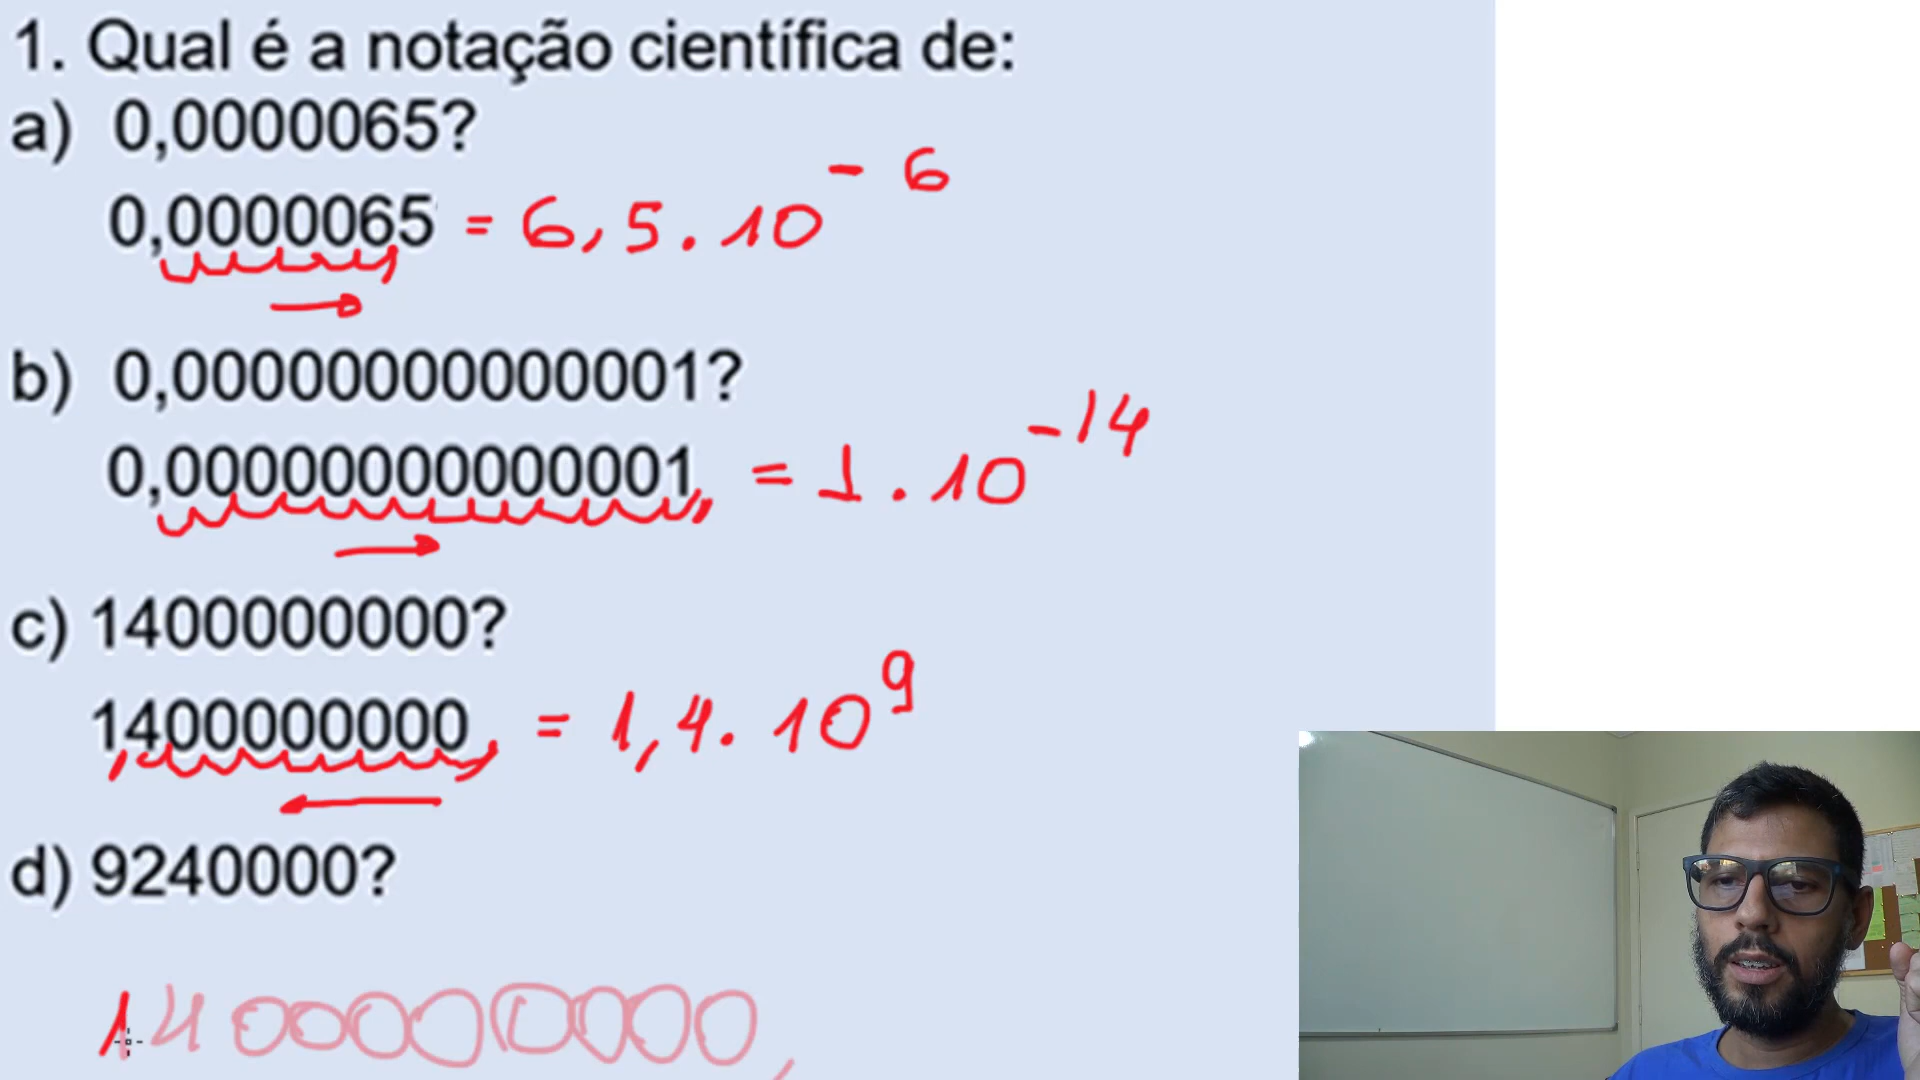 1. Qual é a notação científica de:
a) 0,0000065?
0,0000065 = 6,5 . 10⁻⁶
b) 0,00000000000001?
0,00000000000001, = 1 . 10⁻¹⁴
c) 1400000000?
1,400000000, = 1,4 . 10⁹
d) 9240000?
1400000000,